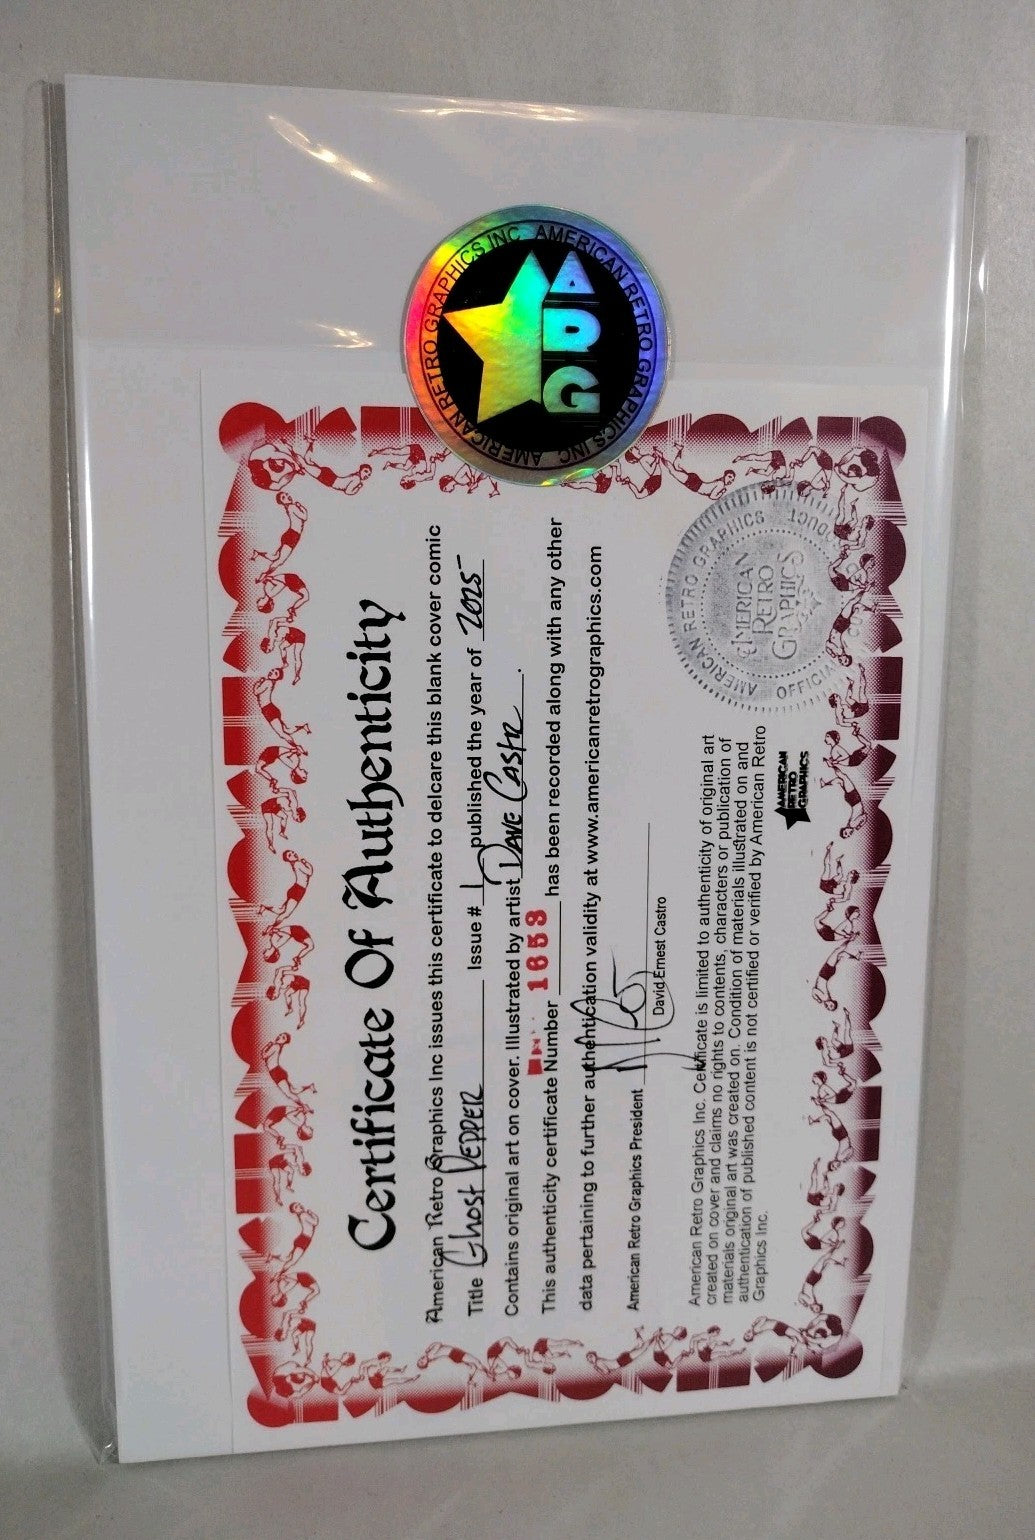 AMERICAN RETRO GRAPHICS INC AMERICAN RETRO GRAPHICS INC
ARG
Certificate Of Authenticity
American Retro Graphics Inc issues this certificate to delcare this blank cover comic
Title Ghost Pepper Issue # 1 published the year of 2025
Contains original art on cover. Illustrated by artist Dave Castr.
This authenticity certificate Number 1653 has been recorded along with any other
data pertaining to further authentication validity at www.americanretrographics.com
American Retro Graphics President
David Ernest Castro
American Retro Graphics Inc. Certificate is limited to authenticity of original art
created on cover and claims no rights to contents, characters or publication of
materials original art was created on. Condition of materials illustrated on and
authentication of published content is not certified or verified by American Retro
Graphics Inc.
AMERICAN
RETRO
GRAPHICS
AMERICAN RETRO GRAPHICS
OFFICIAL
AMERICAN
RETRO
GRAPHICS